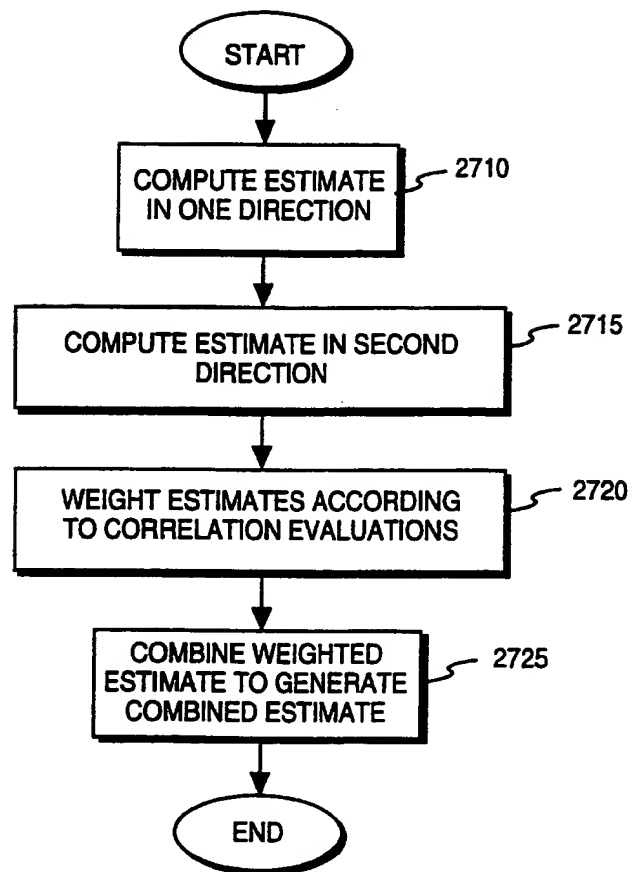 START
COMPUTE ESTIMATE
IN ONE DIRECTION
2710
COMPUTE ESTIMATE IN SECOND
DIRECTION
2715
WEIGHT ESTIMATES ACCORDING
TO CORRELATION EVALUATIONS
2720
COMBINE WEIGHTED
ESTIMATE TO GENERATE
COMBINED ESTIMATE
2725
END